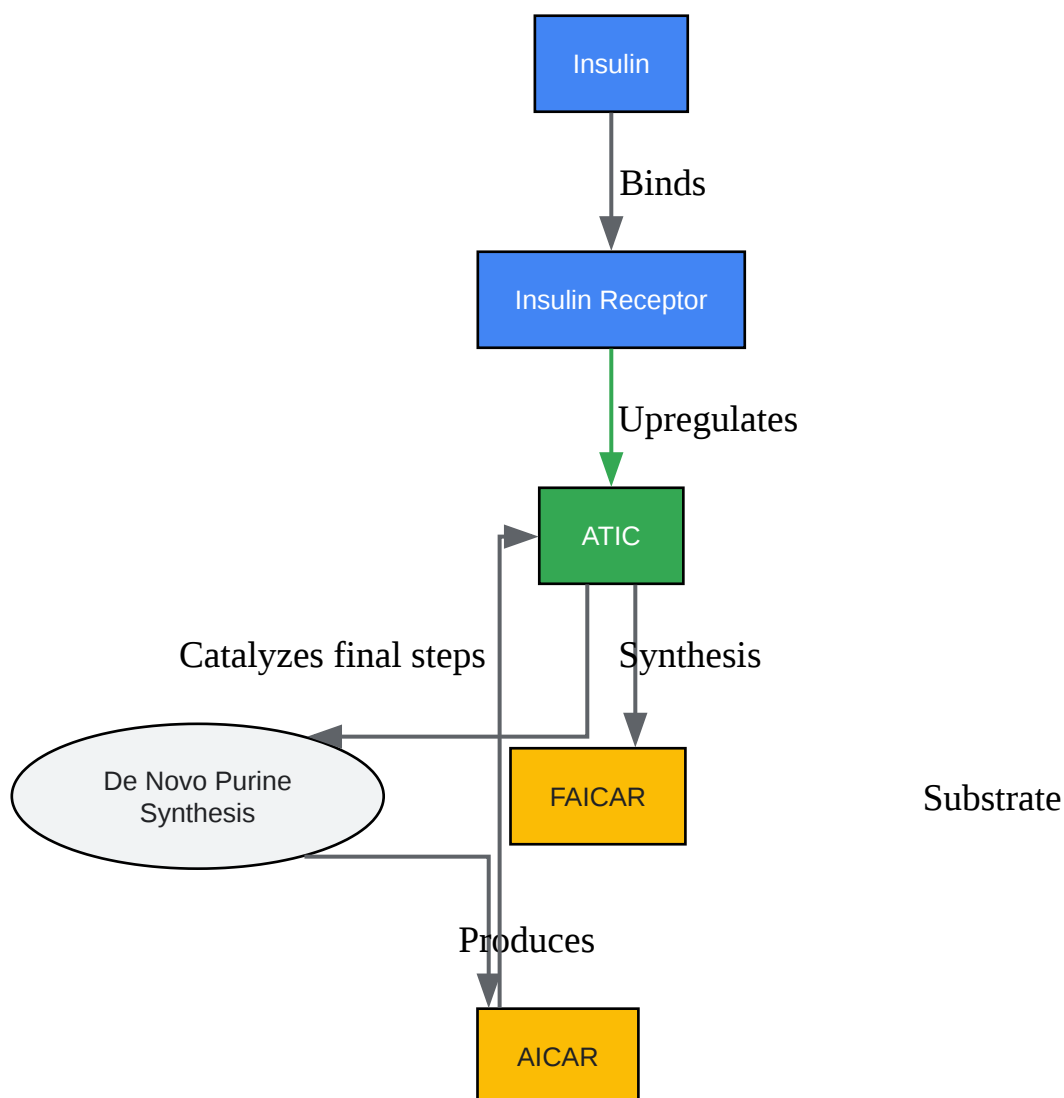 Insulin
Binds
Insulin Receptor
Upregulates
ATIC
Catalyzes final steps
Synthesis
De Novo Purine
Synthesis
FAICAR
Substrate
Produces
AICAR